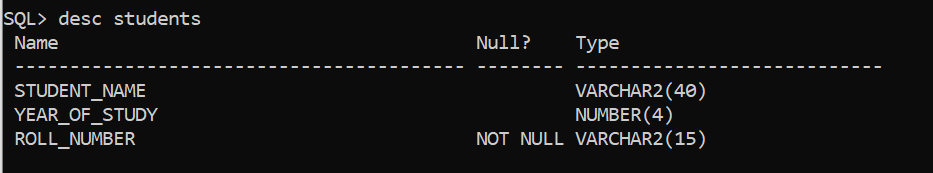 SQL> desc students
Name Null? Type
----------------------------------------- -------- ----------------------------
STUDENT_NAME VARCHAR2(40)
YEAR_OF_STUDY NUMBER(4)
ROLL_NUMBER NOT NULL VARCHAR2(15)